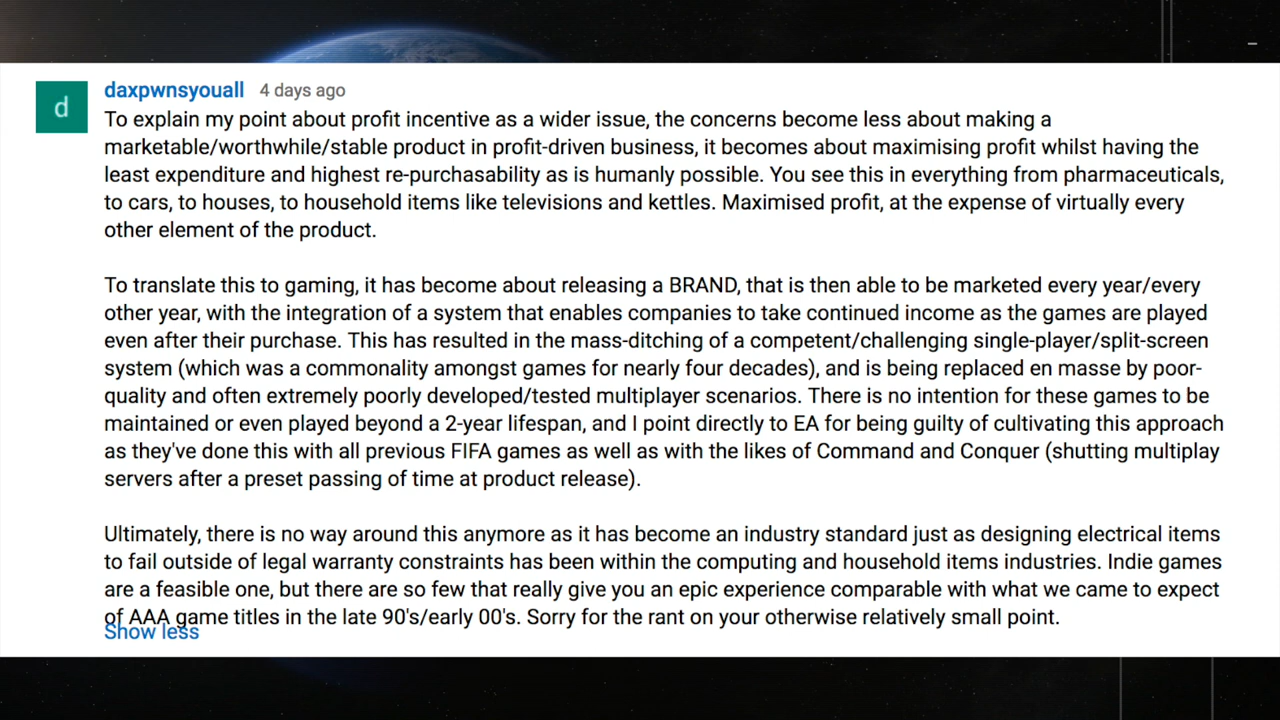 d
daxpwnsyouall 4 days ago
To explain my point about profit incentive as a wider issue, the concerns become less about making a
marketable/worthwhile/stable product in profit-driven business, it becomes about maximising profit whilst having the
least expenditure and highest re-purchasability as is humanly possible. You see this in everything from pharmaceuticals,
to cars, to houses, to household items like televisions and kettles. Maximised profit, at the expense of virtually every
other element of the product.
To translate this to gaming, it has become about releasing a BRAND, that is then able to be marketed every year/every
other year, with the integration of a system that enables companies to take continued income as the games are played
even after their purchase. This has resulted in the mass-ditching of a competent/challenging single-player/split-screen
system (which was a commonality amongst games for nearly four decades), and is being replaced en masse by poor-
quality and often extremely poorly developed/tested multiplayer scenarios. There is no intention for these games to be
maintained or even played beyond a 2-year lifespan, and I point directly to EA for being guilty of cultivating this approach
as they've done this with all previous FIFA games as well as with the likes of Command and Conquer (shutting multiplay
servers after a preset passing of time at product release).
Ultimately, there is no way around this anymore as it has become an industry standard just as designing electrical items
to fail outside of legal warranty constraints has been within the computing and household items industries. Indie games
are a feasible one, but there are so few that really give you an epic experience comparable with what we came to expect
of AAA game titles in the late 90's/early 00's. Sorry for the rant on your otherwise relatively small point.
Show less